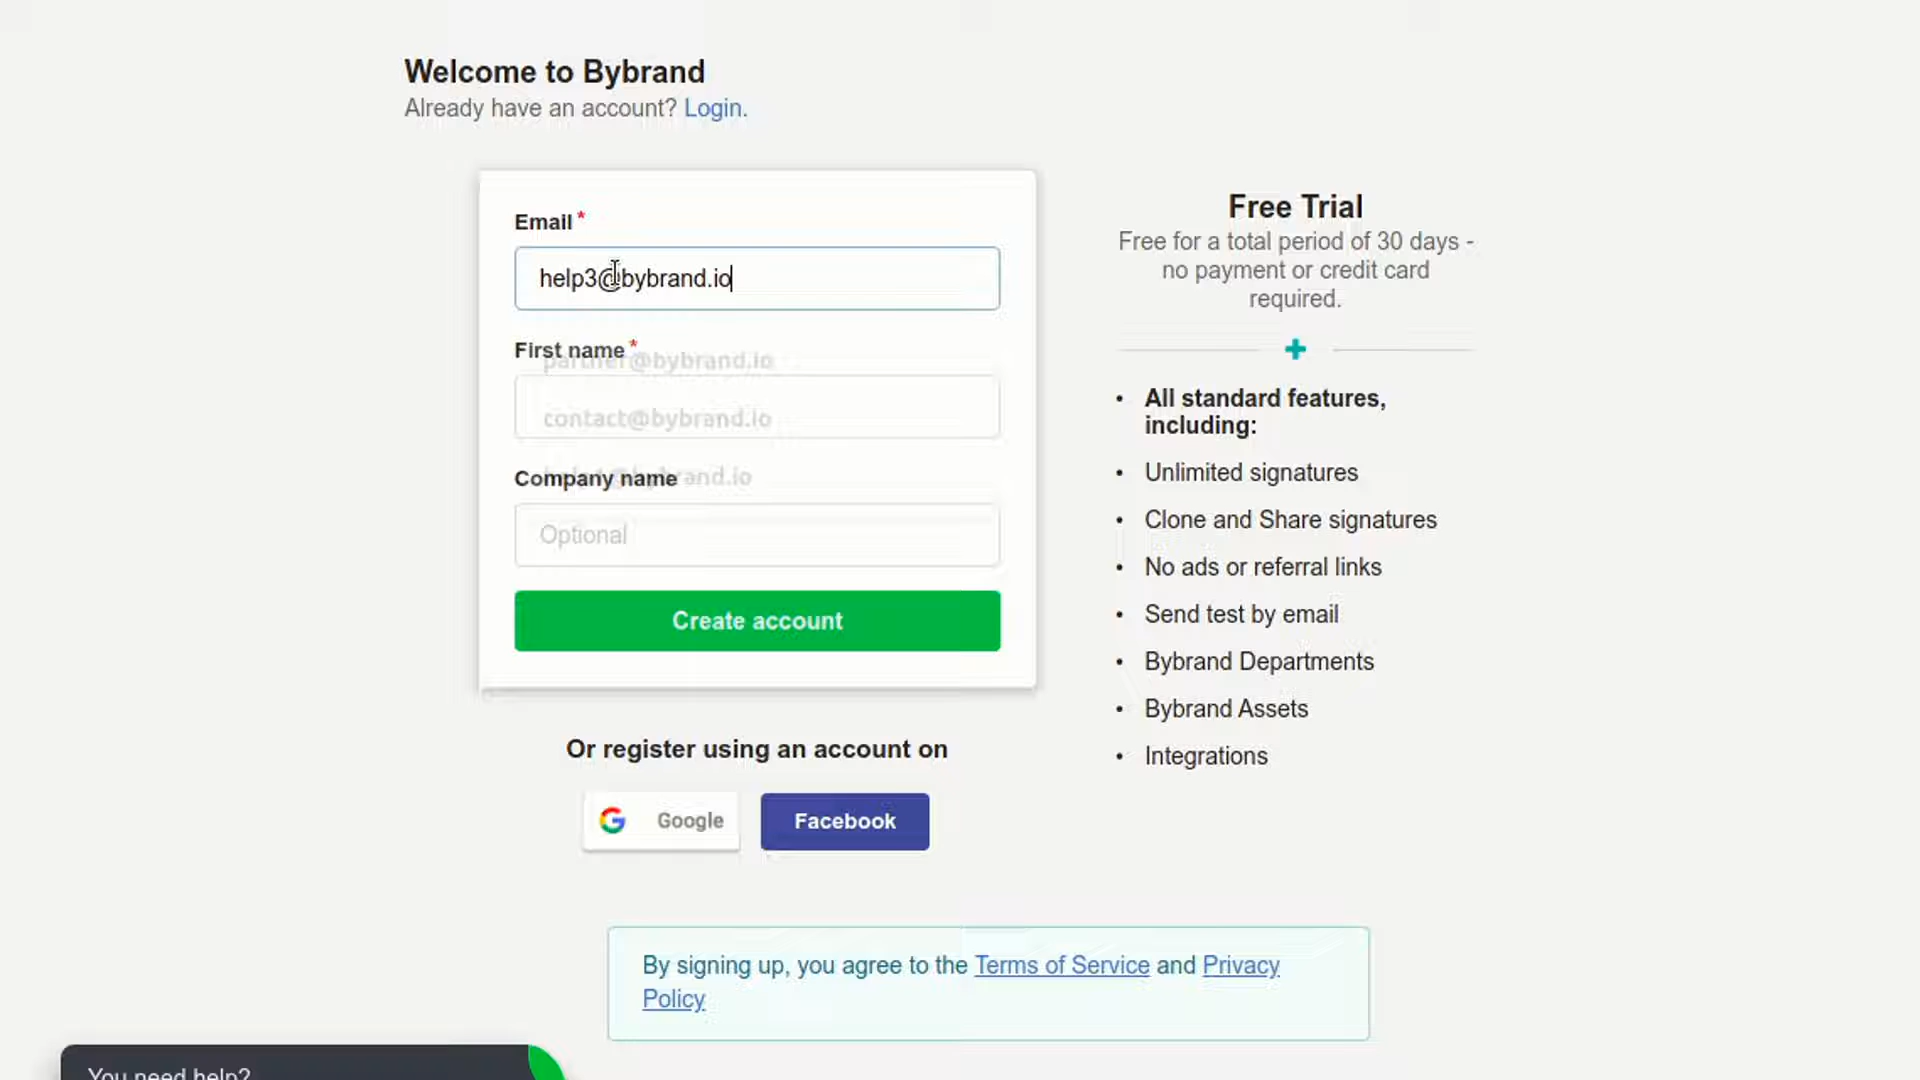 Welcome to Bybrand
Already have an account? Login.
Email *
help3@bybrand.io
First name *
partner@bybrand.io
contact@bybrand.io
Company name
Optional
Create account
Or register using an account on
Google
Facebook
Free Trial
Free for a total period of 30 days -
no payment or credit card
required.
• All standard features,
including:
• Unlimited signatures
• Clone and Share signatures
• No ads or referral links
• Send test by email
• Bybrand Departments
• Bybrand Assets
• Integrations
By signing up, you agree to the Terms of Service and Privacy
Policy
You need help?